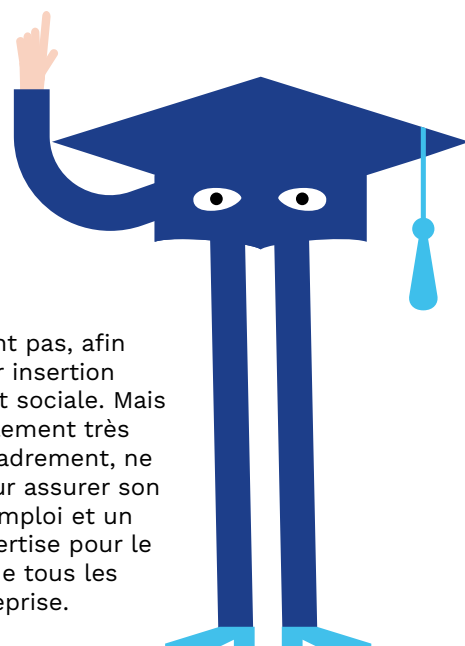 nt pas, afin
r insertion
t sociale. Mais
lement très
adrement, ne
ur assurer son
mploi et un
ertise pour le
e tous les
eprise.